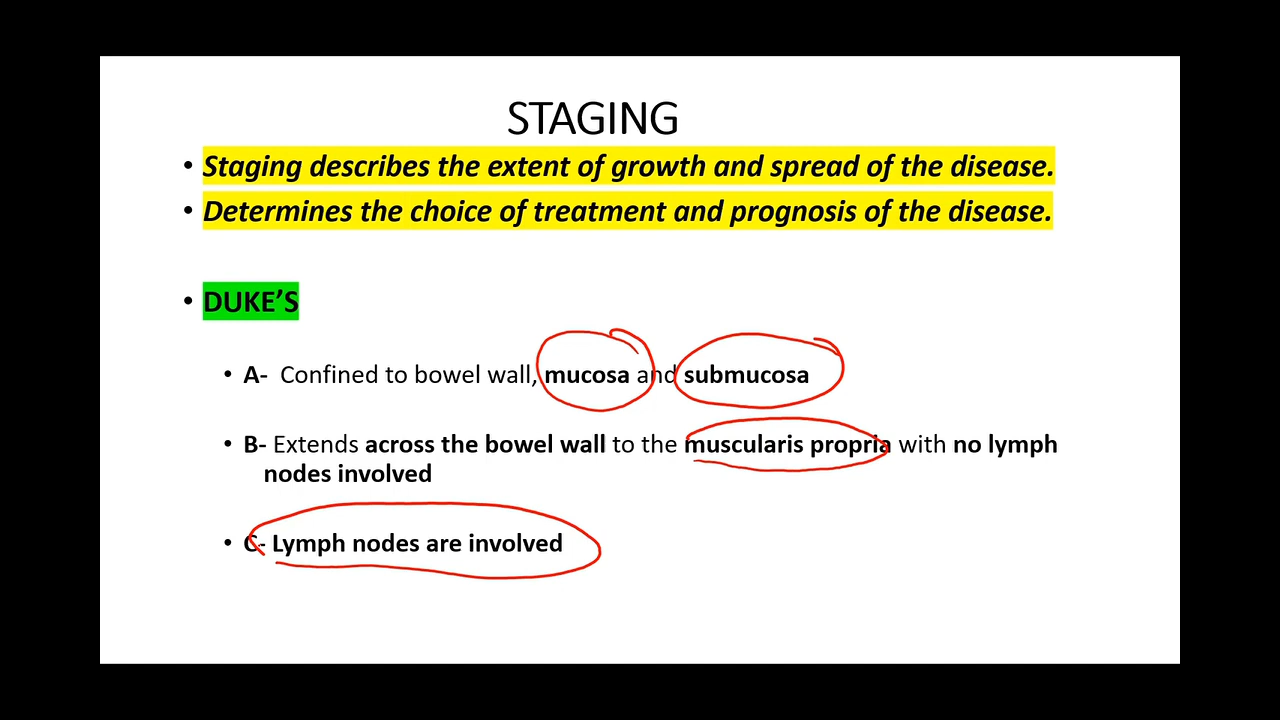 STAGING
• Staging describes the extent of growth and spread of the disease.
• Determines the choice of treatment and prognosis of the disease.
• DUKE’S
• A- Confined to bowel wall, mucosa and submucosa
• B- Extends across the bowel wall to the muscularis propria with no lymph
nodes involved
• C- Lymph nodes are involved